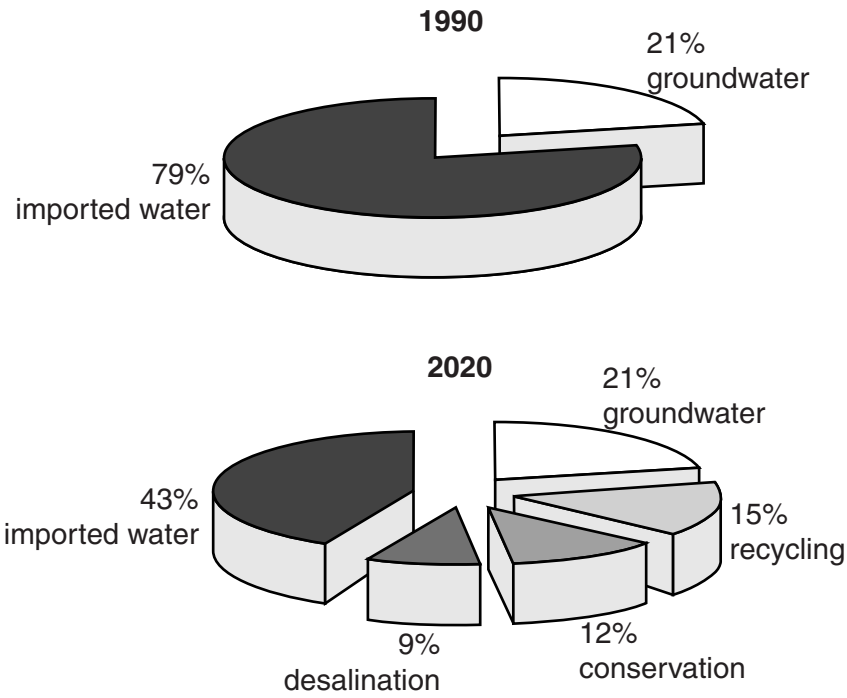 1990
21%
groundwater
79%
imported water
2020
21%
groundwater
43%
imported water
15%
recycling
9%
desalination
12%
conservation